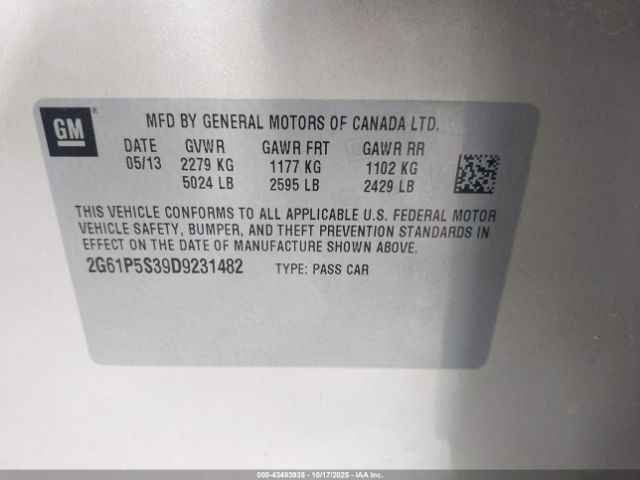 GM
MFD BY GENERAL MOTORS OF CANADA LTD.
DATE GVWR GAWR FRT GAWR RR
05/13 2279 KG 1177 KG 1102 KG
5024 LB 2595 LB 2429 LB
THIS VEHICLE CONFORMS TO ALL APPLICABLE U.S. FEDERAL MOTOR
VEHICLE SAFETY, BUMPER, AND THEFT PREVENTION STANDARDS IN
EFFECT ON THE DATE OF MANUFACTURE SHOWN ABOVE.
2G61P5S39D9231482 TYPE: PASS CAR
000-43483938 - 10/17/2025 - IAA Inc.